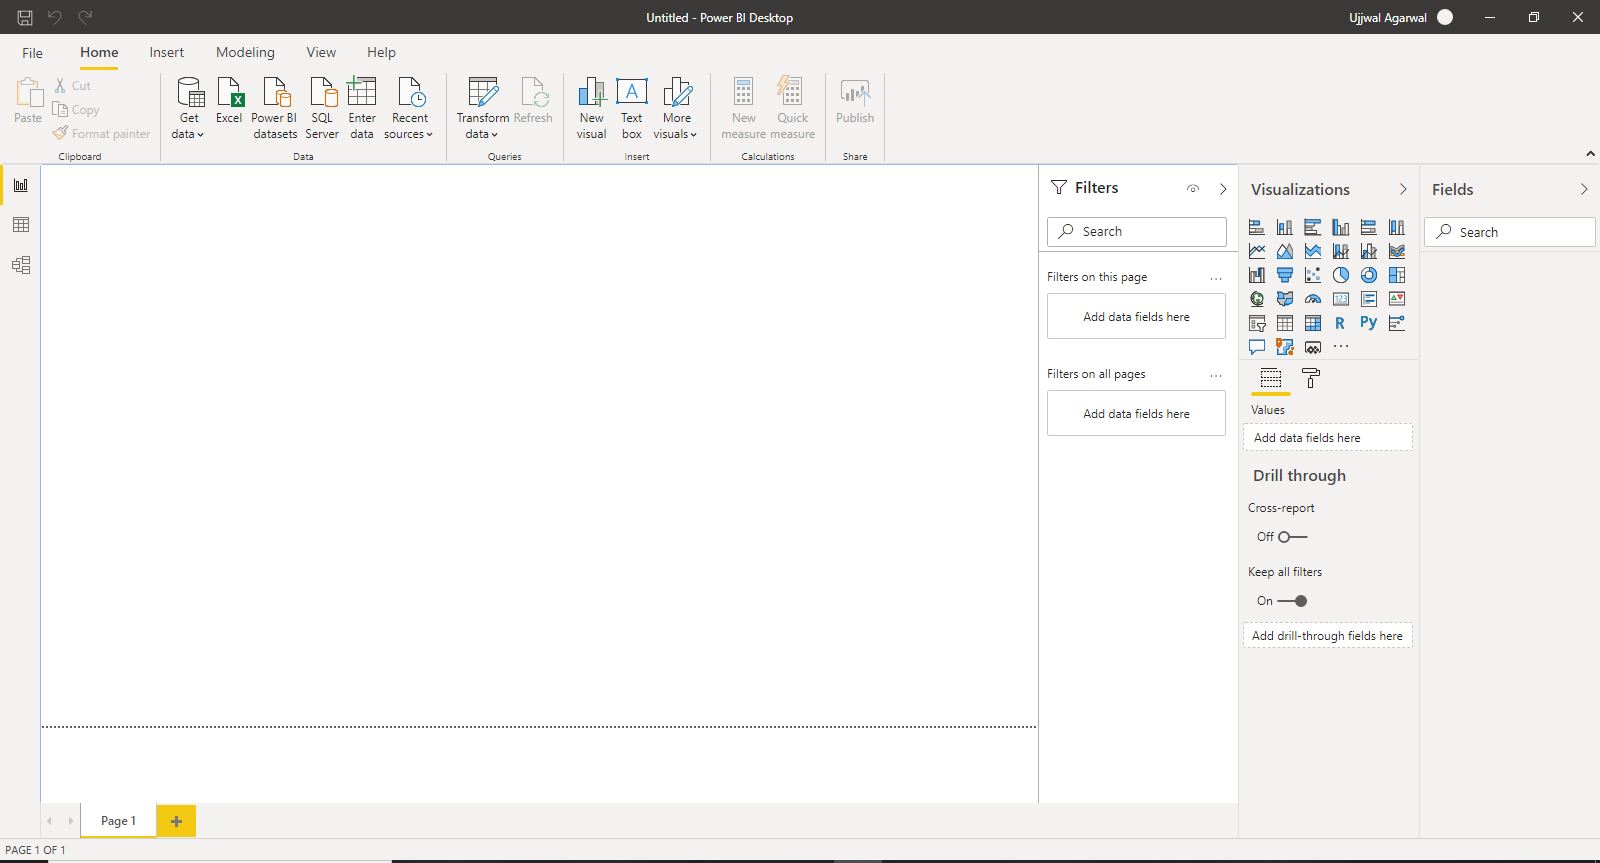 Untitled - Power BI Desktop
Ujjwal Agarwal
File Home Insert Modeling View Help
Paste
Cut
Copy
Format painter
Clipboard
Get data
Excel
Power BI datasets
SQL Server
Enter data
Recent sources
Data
Transform data
Refresh
Queries
New visual
A
Text box
More visuals
Insert
New measure
Quick measure
Calculations
Publish
Share
Filters
Search
Filters on this page
Add data fields here
Filters on all pages
Add data fields here
Visualizations
123
R
Py
Values
Add data fields here
Drill through
Cross-report
Off
Keep all filters
On
Add drill-through fields here
Fields
Search
Page 1
PAGE 1 OF 1